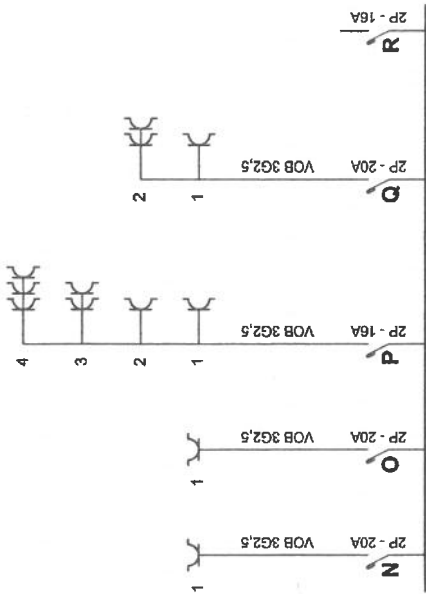 2P - 16A
R
2
1
VOB 3G2,5
2P - 20A
Q
4
3
2
1
VOB 3G2,5
2P - 16A
P
1
VOB 3G2,5
2P - 20A
O
1
VOB 3G2,5
2P - 20A
N